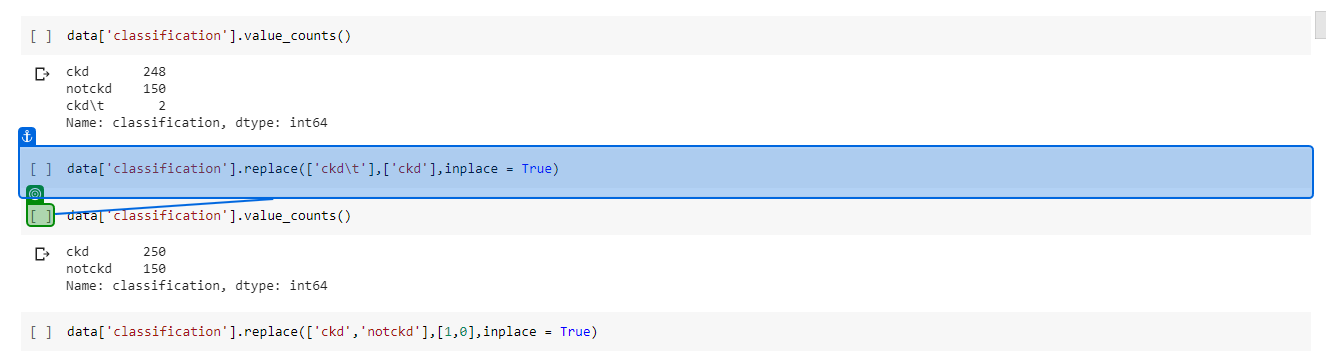 [ ] data['classification'].value_counts()
ckd 248
notckd 150
ckd\t 2
Name: classification, dtype: int64
[ ] data['classification'].replace(['ckd\t'],['ckd'],inplace = True)
[ ] data['classification'].value_counts()
ckd 250
notckd 150
Name: classification, dtype: int64
[ ] data['classification'].replace(['ckd','notckd'],[1,0],inplace = True)